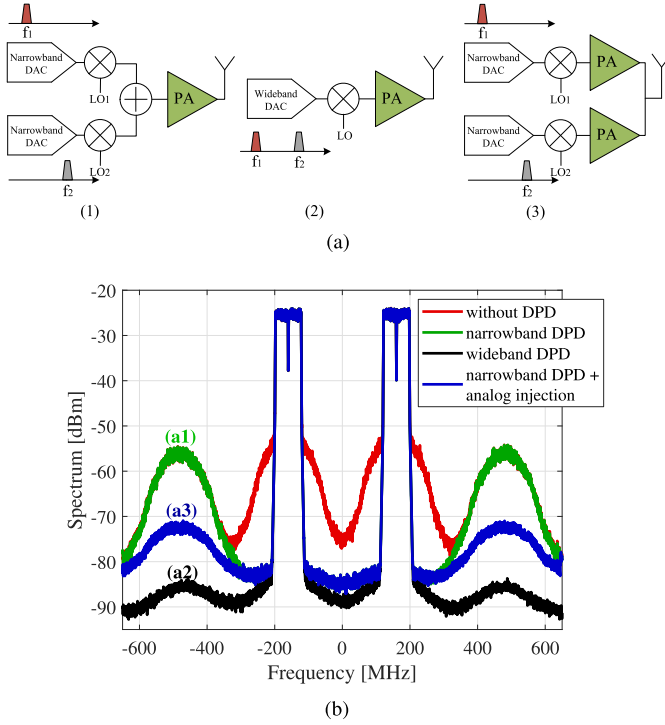 f1
Narrowband
DAC
LO1
PA
Narrowband
DAC
LO2
f2
(1)
Wideband
DAC
LO
PA
f1
f2
(2)
f1
Narrowband
DAC
LO1
PA
Narrowband
DAC
LO2
PA
f2
(3)
(a)
-20
-30
-40
-50
-60
-70
-80
-90
Spectrum [dBm]
without DPD
narrowband DPD
wideband DPD
narrowband DPD +
analog injection
(a1)
(a3)
(a2)
-600
-400
-200
0
200
400
600
Frequency [MHz]
(b)